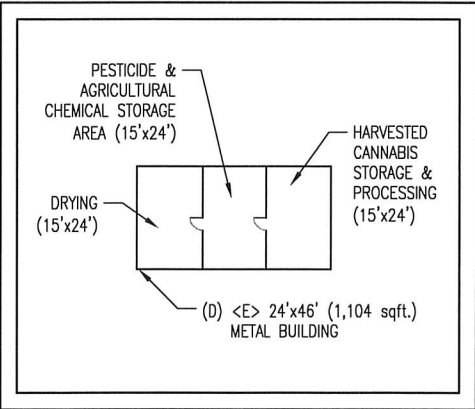 PESTICIDE &
AGRICULTURAL
CHEMICAL STORAGE
AREA (15'x24')
HARVESTED
CANNABIS
STORAGE &
PROCESSING
(15'x24')
DRYING
(15'x24')
(D) <E> 24'x46' (1,104 sqft.)
METAL BUILDING